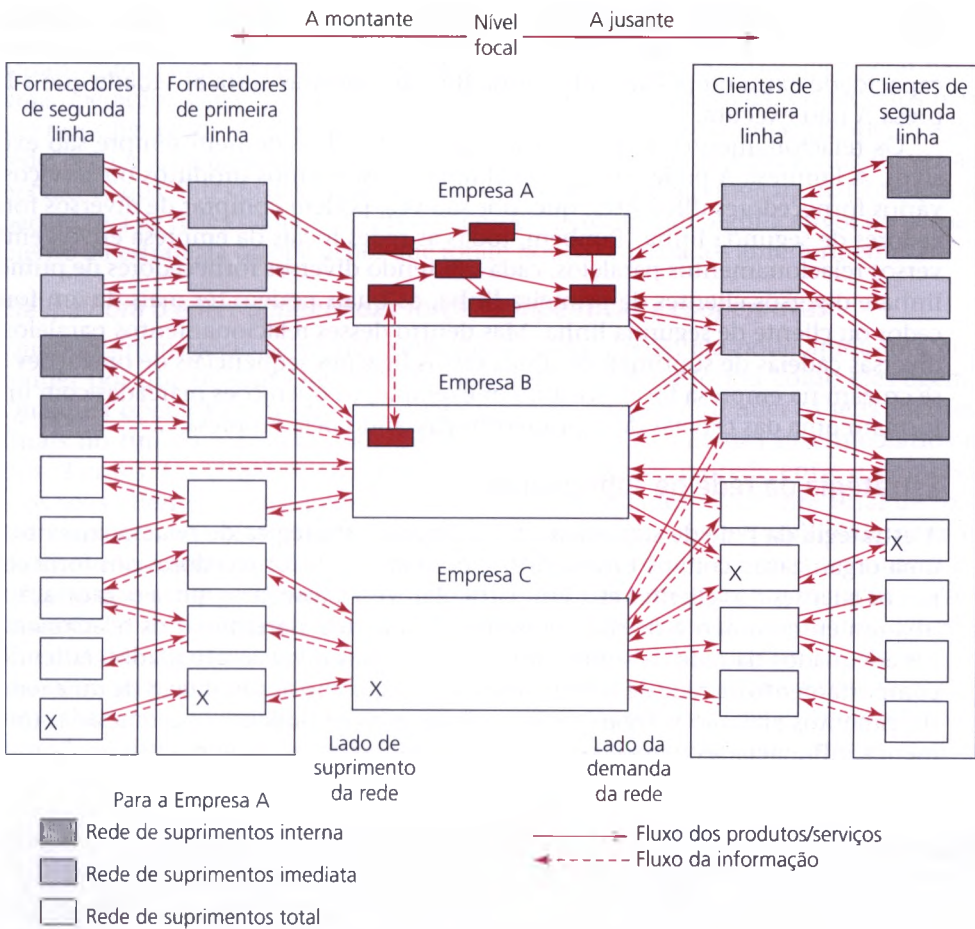 A montante
Nível
focal
A jusante
Fornecedores
de segunda
linha
Fornecedores
de primeira
linha
Clientes de
primeira
linha
Clientes de
segunda
linha
Empresa A
Empresa B
Empresa C
X
X
X
X
X
Lado de
suprimento
da rede
Lado da
demanda
da rede
Para a Empresa A
Rede de suprimentos interna
Rede de suprimentos imediata
Rede de suprimentos total
Fluxo dos produtos/serviços
Fluxo da informação